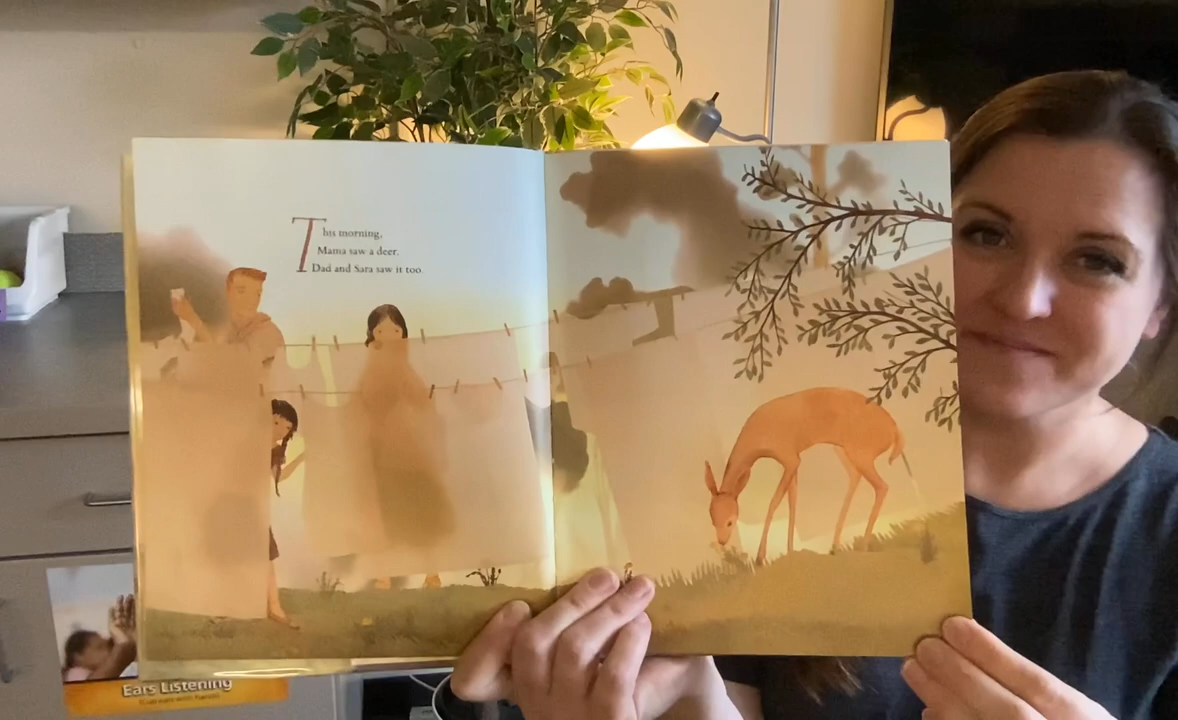 This morning,
Mama saw a deer.
Dad and Sara saw it too.
Ears Listening